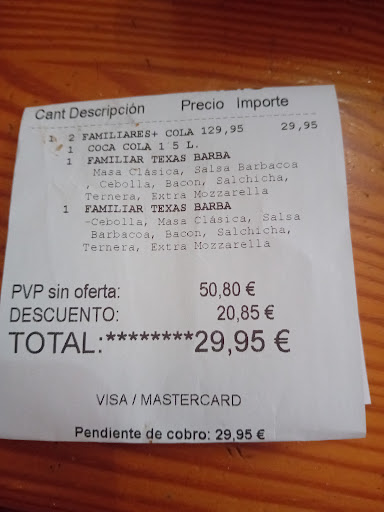 Cant Descripción Precio Importe
1 2 FAMILIARES+ COLA 129,95 29,95
1 COCA COLA 1 5 L.
1 FAMILIAR TEXAS BARBA
Masa Clásica, Salsa Barbacoa
, Cebolla, Bacon, Salchicha,
Ternera, Extra Mozzarella
1 FAMILIAR TEXAS BARBA
-Cebolla, Masa Clásica, Salsa
Barbacoa, Bacon, Salchicha,
Ternera, Extra Mozzarella
PVP sin oferta: 50,80 €
DESCUENTO: 20,85 €
TOTAL:********29,95 €
VISA / MASTERCARD
Pendiente de cobro: 29,95 €